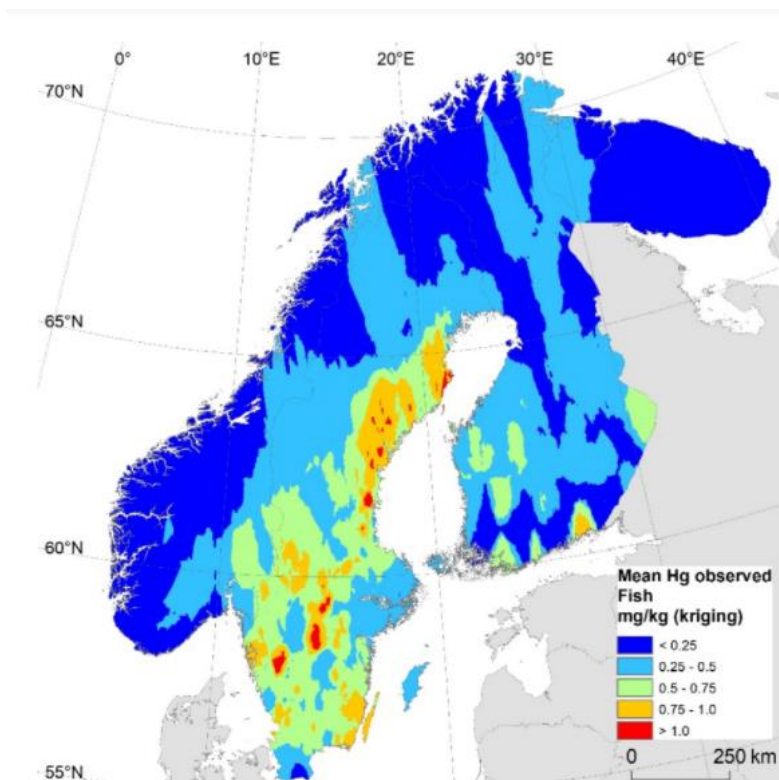 0° 10°E 20°E 30°E 40°E
70°N
65°N
60°N
55°N
Mean Hg observed
Fish
mg/kg (kriging)
< 0.25
0.25 - 0.5
0.5 - 0.75
0.75 - 1.0
> 1.0
0 250 km